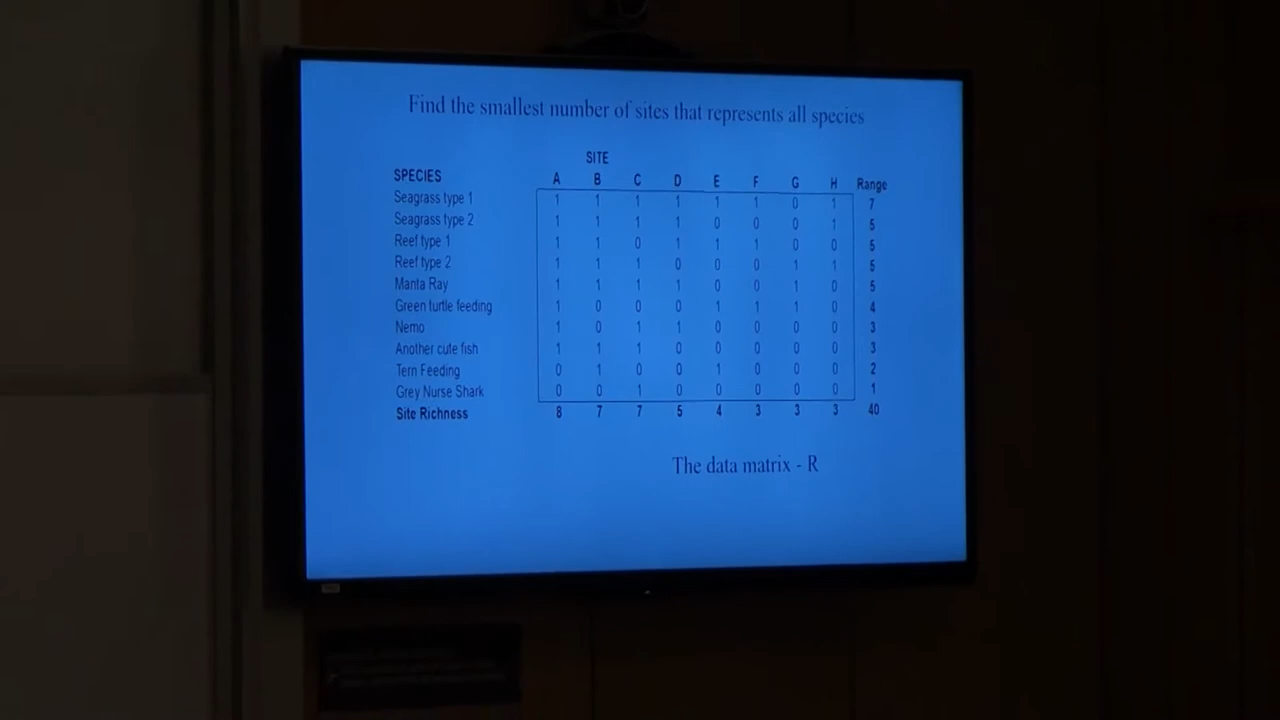 Find the smallest number of sites that represents all species
SITE
SPECIES A B C D E F G H Range
Seagrass type 1 1 1 1 1 1 1 0 1 7
Seagrass type 2 1 1 1 1 0 0 0 1 5
Reef type 1 1 1 0 1 1 1 0 0 5
Reef type 2 1 1 1 0 0 0 1 1 5
Manta Ray 1 1 1 1 0 0 1 0 5
Green turtle feeding 1 0 0 0 1 1 1 0 4
Nemo 1 0 1 1 0 0 0 0 3
Another cute fish 1 1 1 0 0 0 0 0 3
Tern Feeding 0 1 0 0 1 0 0 0 2
Grey Nurse Shark 0 0 1 0 0 0 0 0 1
Site Richness 8 7 7 5 4 3 3 3 40
The data matrix - R